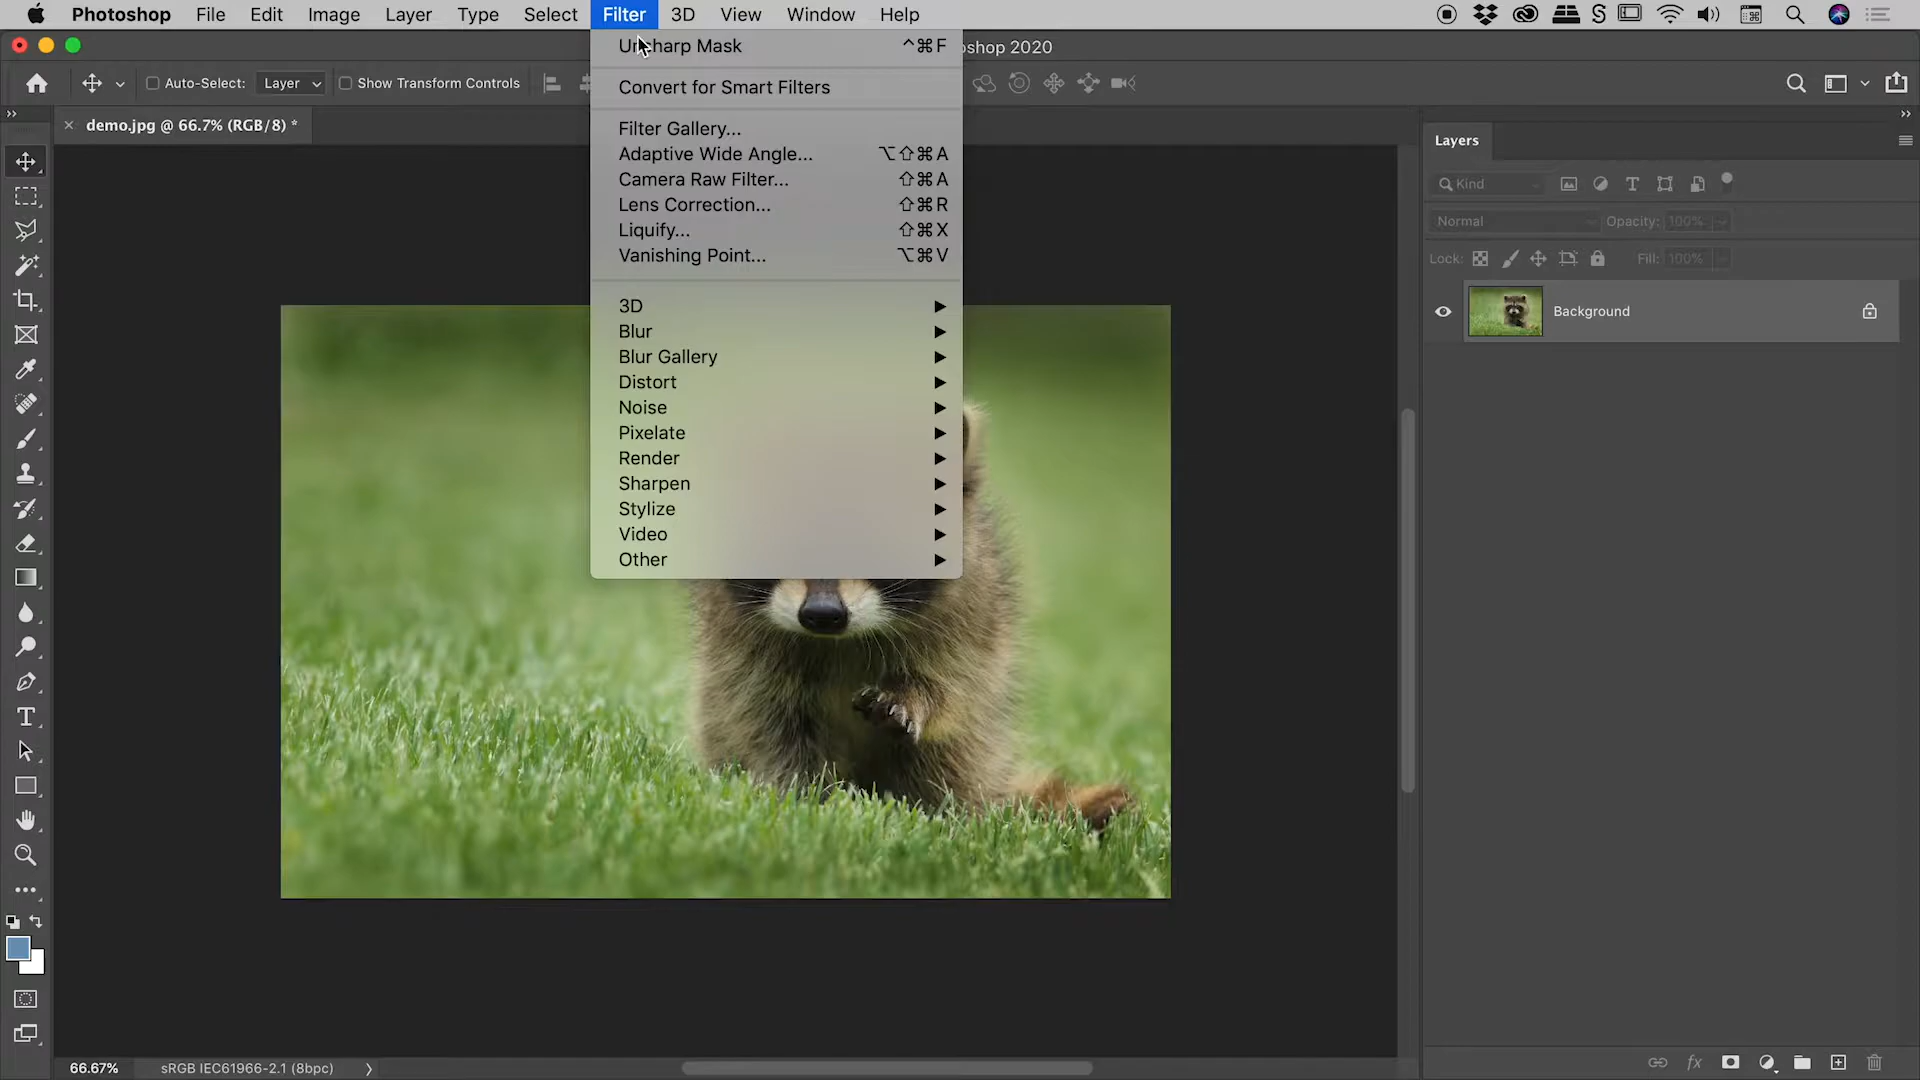 Photoshop File Edit Image Layer Type Select Filter 3D View Window Help
shop 2020
Auto-Select: Layer Show Transform Controls
× demo.jpg @ 66.7% (RGB/8) *
Unsharp Mask ^⌘F
Convert for Smart Filters
Filter Gallery...
Adaptive Wide Angle... ⌥⇧⌘A
Camera Raw Filter... ⇧⌘A
Lens Correction... ⇧⌘R
Liquify... ⇧⌘X
Vanishing Point... ⌥⌘V
3D
Blur
Blur Gallery
Distort
Noise
Pixelate
Render
Sharpen
Stylize
Video
Other
Layers
Kind
Normal Opacity: 100%
Lock: Fill: 100%
Background
fx
66.67% sRGB IEC61966-2.1 (8bpc)